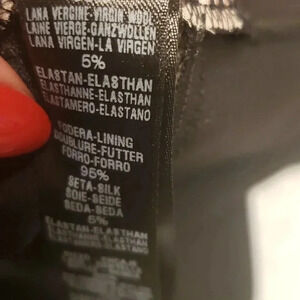 LANA VERGINE-VIRGIN WOOL
LAINE VIERGE-GANZWOLLEN
LANA VIRGEN-LA VIRGEN
5%
ELASTAN-ELASTHAN
ELASTHANNE-ELASTHAN
ELASTAMERO-ELASTANO
FODERA-LINING
DOUBLURE-FUTTER
FORRO-FORRO
95%
SETA-SILK
SOIE-SEIDE
SEDA-SEDA
5%
ELASTAN-ELASTHAN